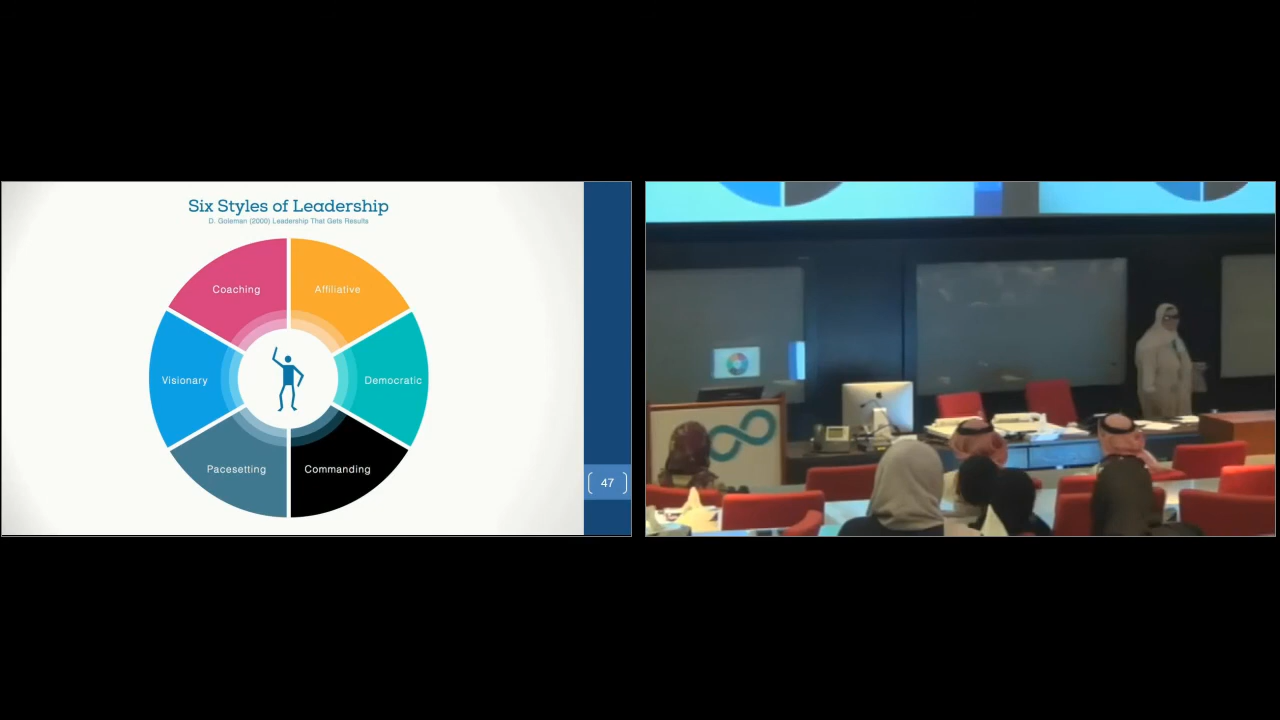 Six Styles of Leadership
D. Goleman (2000) Leadership That Gets Results
Coaching
Affiliative
Visionary
Democratic
Pacesetting
Commanding
47